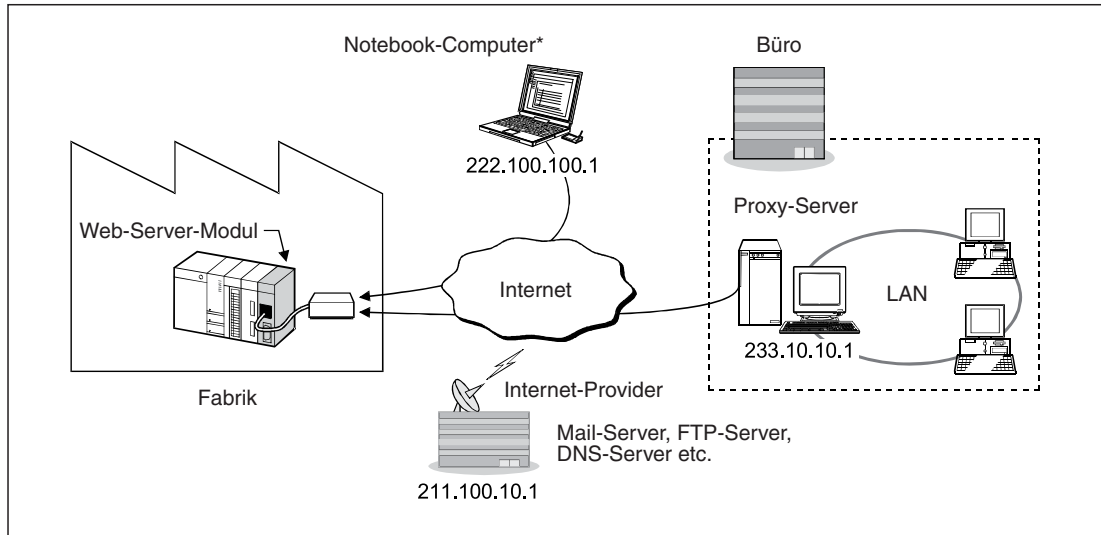 Notebook-Computer*
Büro
222.100.100.1
Proxy-Server
Web-Server-Modul
Internet
LAN
233.10.10.1
Fabrik
Internet-Provider
Mail-Server, FTP-Server,
DNS-Server etc.
211.100.10.1